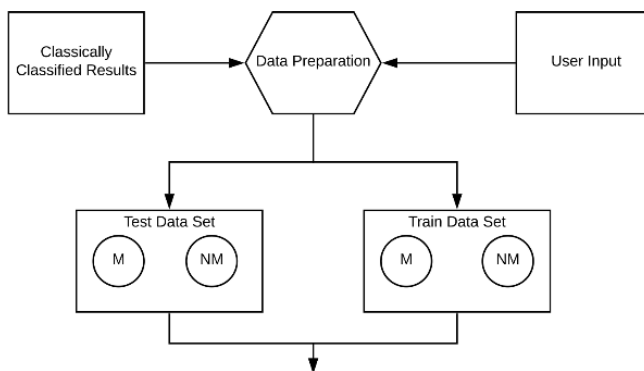 Classically
Classified Results
Data Preparation
User Input
Test Data Set
M
NM
Train Data Set
M
NM